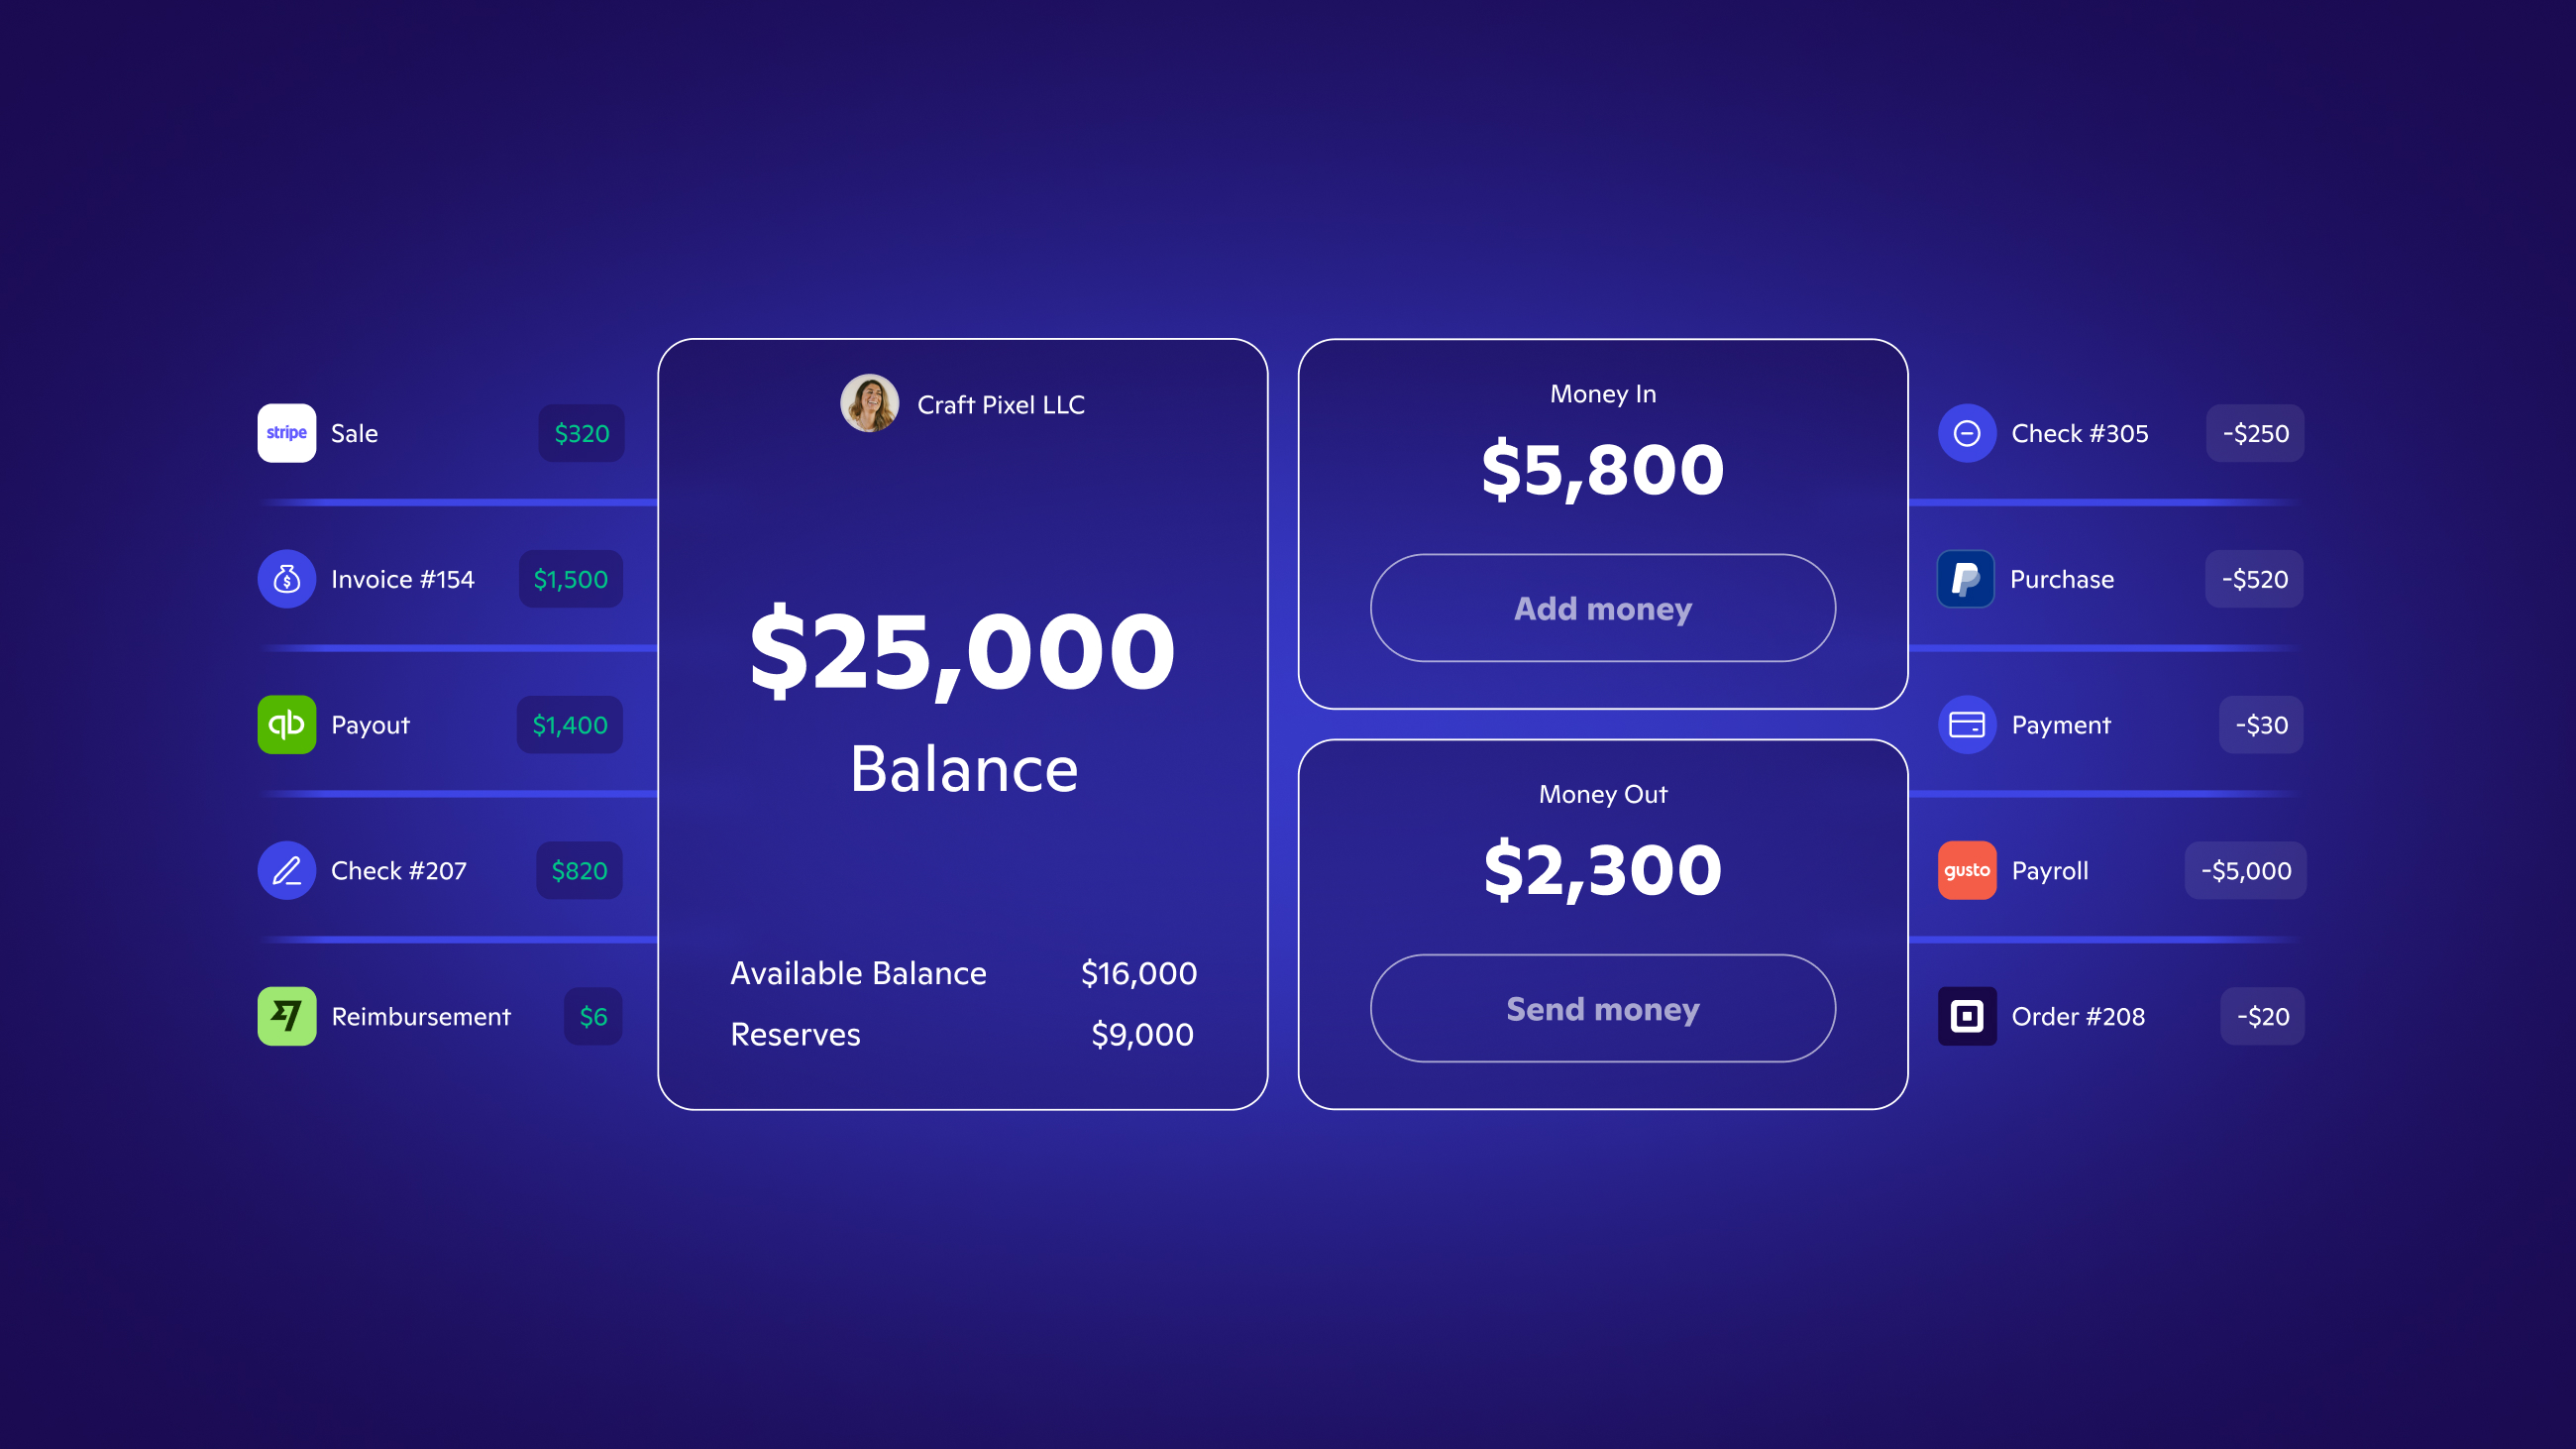 stripe Sale $320
Invoice #154 $1,500
qb Payout $1,400
Check #207 $820
Reimbursement $6
Craft Pixel LLC
$25,000
Balance
Available Balance $16,000
Reserves $9,000
Money In
$5,800
Add money
Money Out
$2,300
Send money
Check #305 -$250
Purchase -$520
Payment -$30
gusto Payroll -$5,000
Order #208 -$20